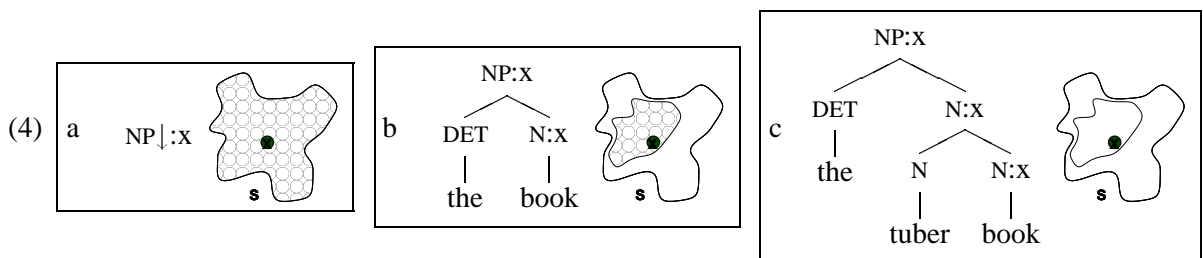 (4) a
NP↓:x
x
s
b
NP:x
DET N:x
the book
x
s
c
NP:x
DET N:x
the N N:x
tuber book
x
s